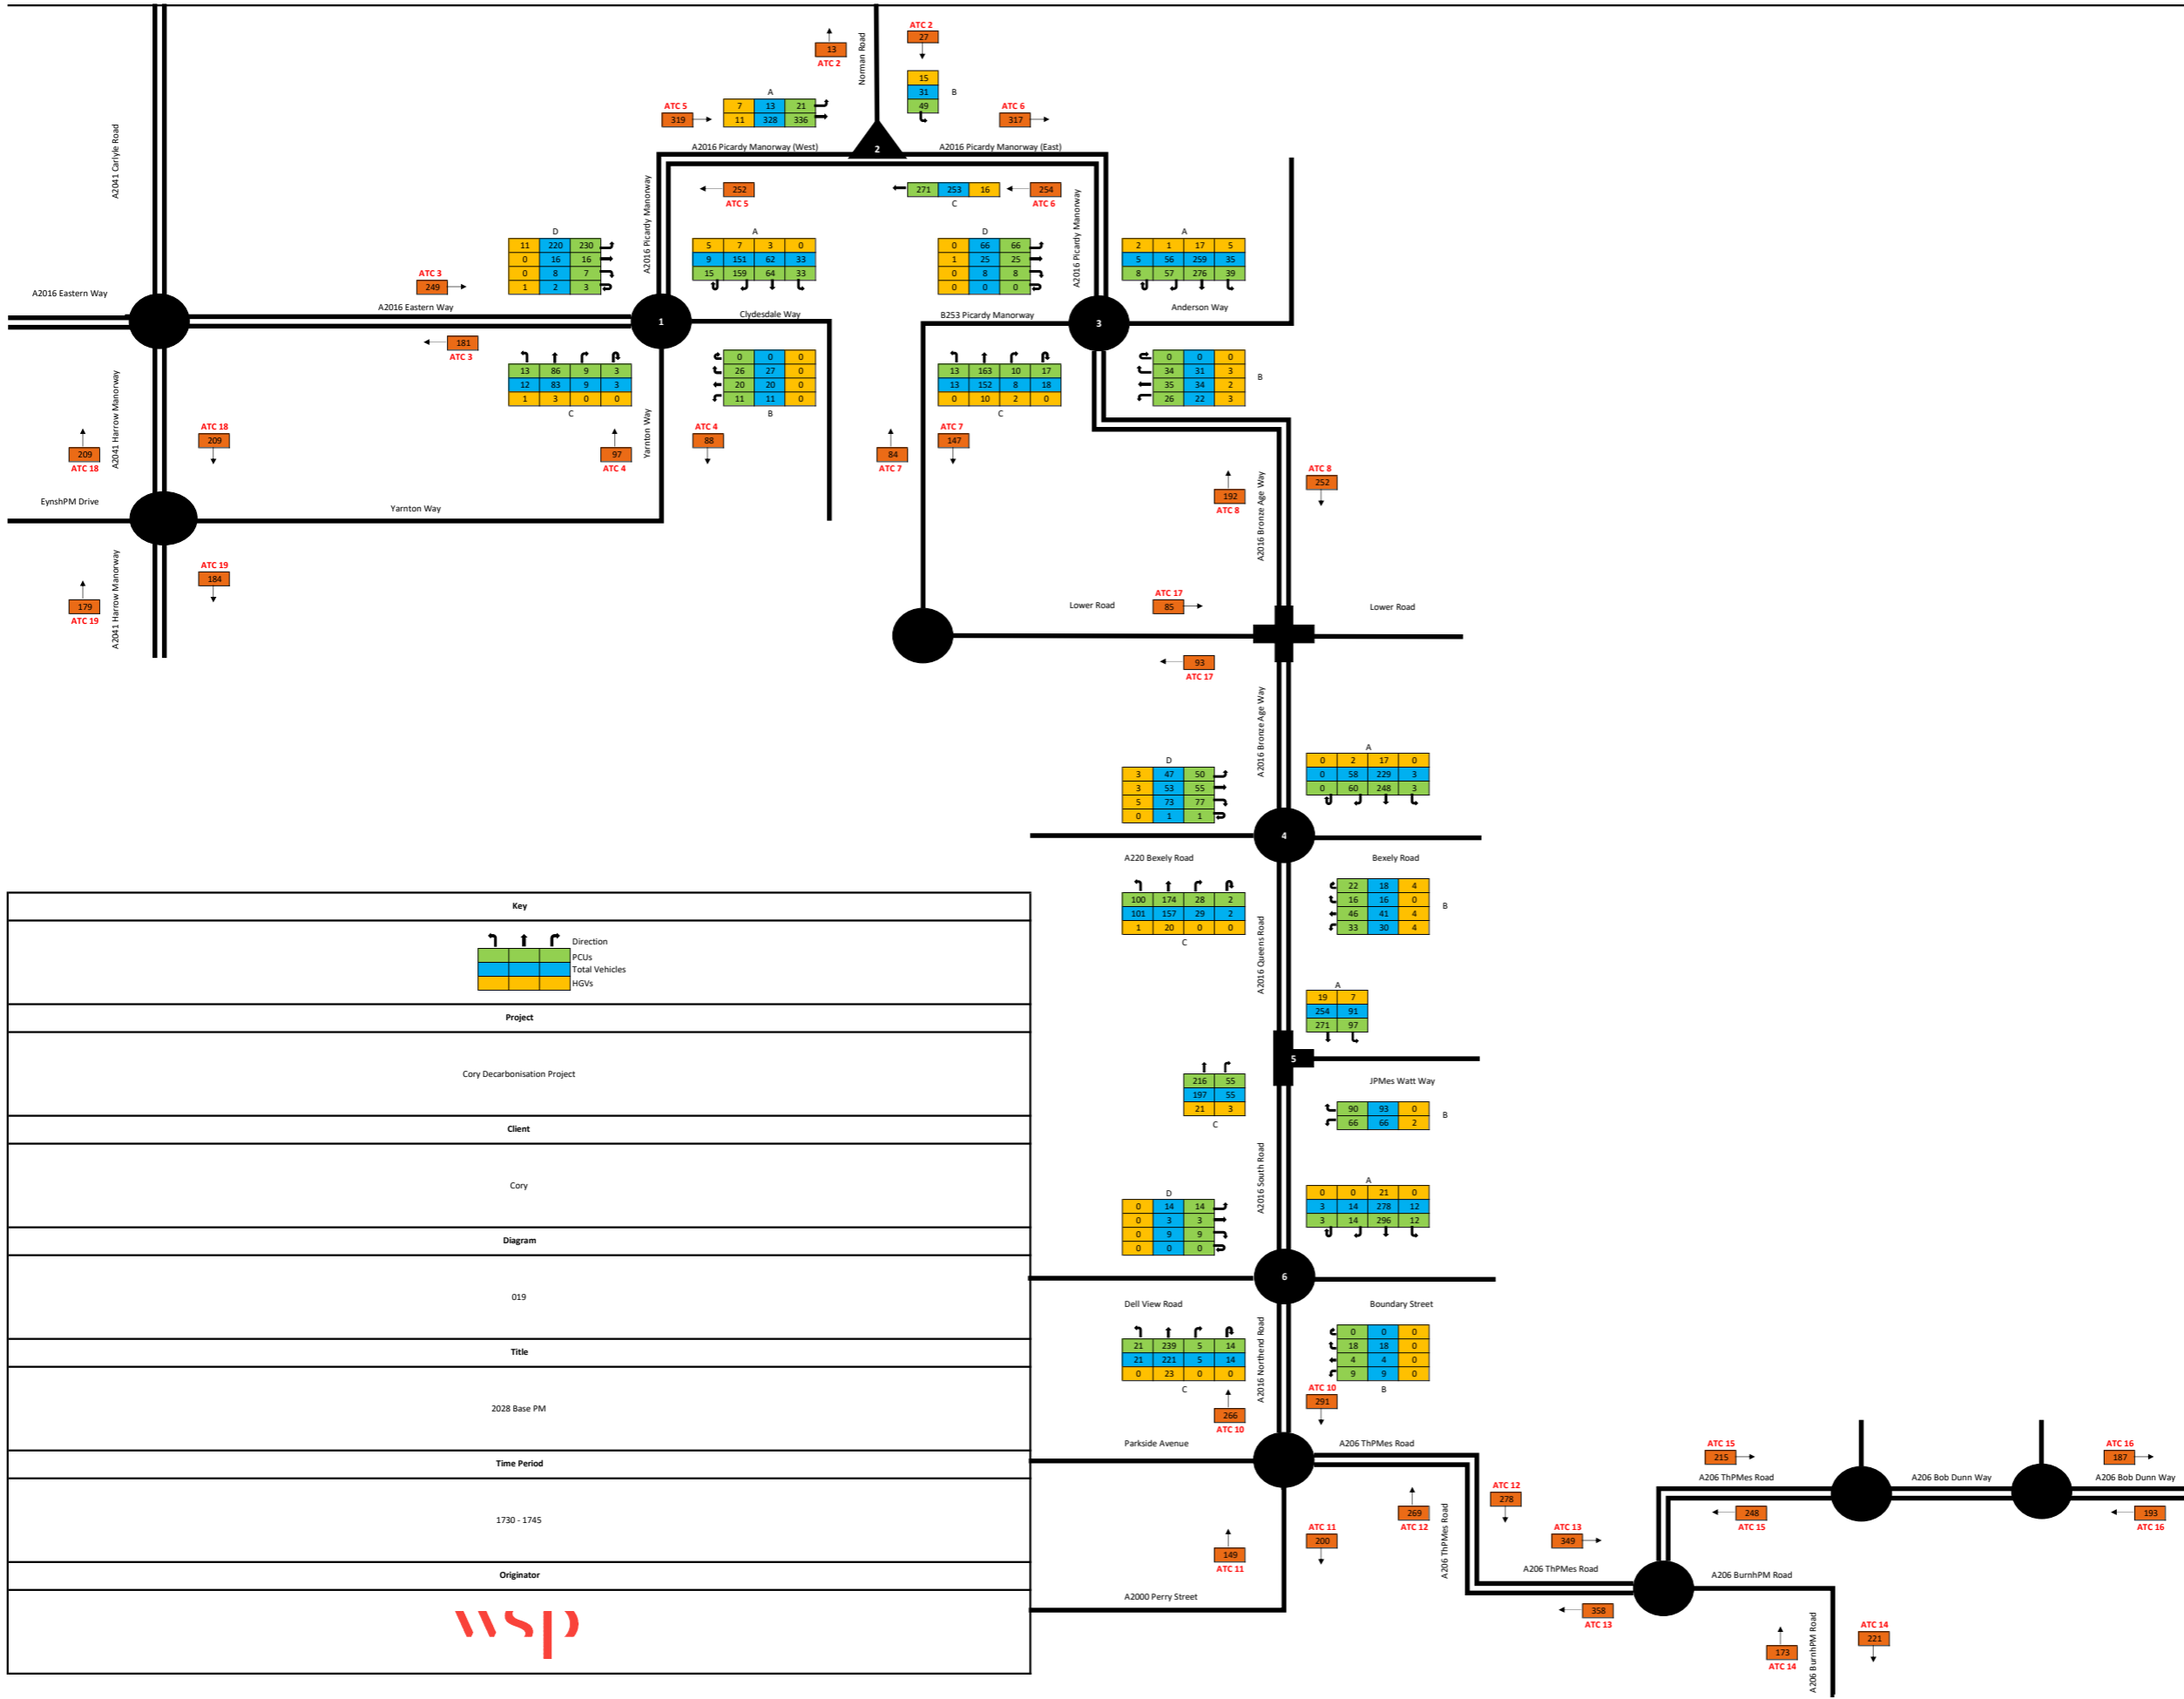 ATC 2
27
13
ATC 2
Norman Road
15
31
49
B
A
7 13 21
11 328 336
ATC 5
319
ATC 6
317
A2016 Picardy Manorway (West)
2
A2016 Picardy Manorway (East)
A2041 Carlyle Road
A2016 Picardy Manorway
252
ATC 5
271 253 16
C
254
ATC 6
A2016 Picardy Manorway
D
11 220 230
0 16 16
0 8 7
1 2 3
A
5 7 3 0
9 151 62 33
15 159 64 33
D
0 66 66
1 25 25
0 8 8
0 0 0
A
2 1 17 5
5 56 259 35
8 57 276 39
ATC 3
249
A2016 Eastern Way
A2016 Eastern Way
1
Clydesdale Way
B253 Picardy Manorway
3
Anderson Way
181
ATC 3
13 86 9 3
12 83 9 3
1 3 0 0
C
0 0 0
26 27 0
20 20 0
11 11 0
B
13 163 10 17
13 152 8 18
0 10 2 0
C
0 0 0
34 31 3
35 34 2
26 22 3
B
A2041 Harrow Manorway
209
ATC 18
ATC 18
209
97
ATC 4
Yarnton Way
ATC 4
88
84
ATC 7
ATC 7
147
192
ATC 8
A2016 Bronze Age Way
ATC 8
252
EynshPM Drive
Yarnton Way
179
ATC 19
A2041 Harrow Manorway
ATC 19
184
Lower Road
ATC 17
85
Lower Road
93
ATC 17
A2016 Bronze Age Way
D
3 47 50
3 53 55
5 73 77
0 1 1
A
0 2 17 0
0 58 229 3
0 60 248 3
4
A220 Bexely Road
Bexely Road
100 174 28 2
101 157 29 2
1 20 0 0
C
A2016 Queens Road
22 18 4
16 16 0
46 41 4
33 30 4
B
A
19 7
254 91
271 97
5
JPMes Watt Way
216 55
197 55
21 3
C
90 93 0
66 66 2
B
A2016 South Road
D
0 14 14
0 3 3
0 9 9
0 0 0
A
0 0 21 0
3 14 278 12
3 14 296 12
6
Dell View Road
Boundary Street
21 239 5 14
21 221 5 14
0 23 0 0
C
A2016 Northend Road
0 0 0
18 18 0
4 4 0
9 9 0
B
266
ATC 10
ATC 10
291
Parkside Avenue
A206 ThPMes Road
149
ATC 11
ATC 11
200
A2000 Perry Street
269
ATC 12
A206 ThPMes Road
ATC 12
278
ATC 13
349
A206 ThPMes Road
358
ATC 13
ATC 15
215
A206 ThPMes Road
248
ATC 15
A206 Bob Dunn Way
ATC 16
187
A206 Bob Dunn Way
193
ATC 16
A206 BurnhPM Road
173
ATC 14
A206 BurnhPM Road
ATC 14
221
Key
Direction
PCUs
Total Vehicles
HGVs
Project
Cory Decarbonisation Project
Client
Cory
Diagram
019
Title
2028 Base PM
Time Period
1730 - 1745
Originator
wsp